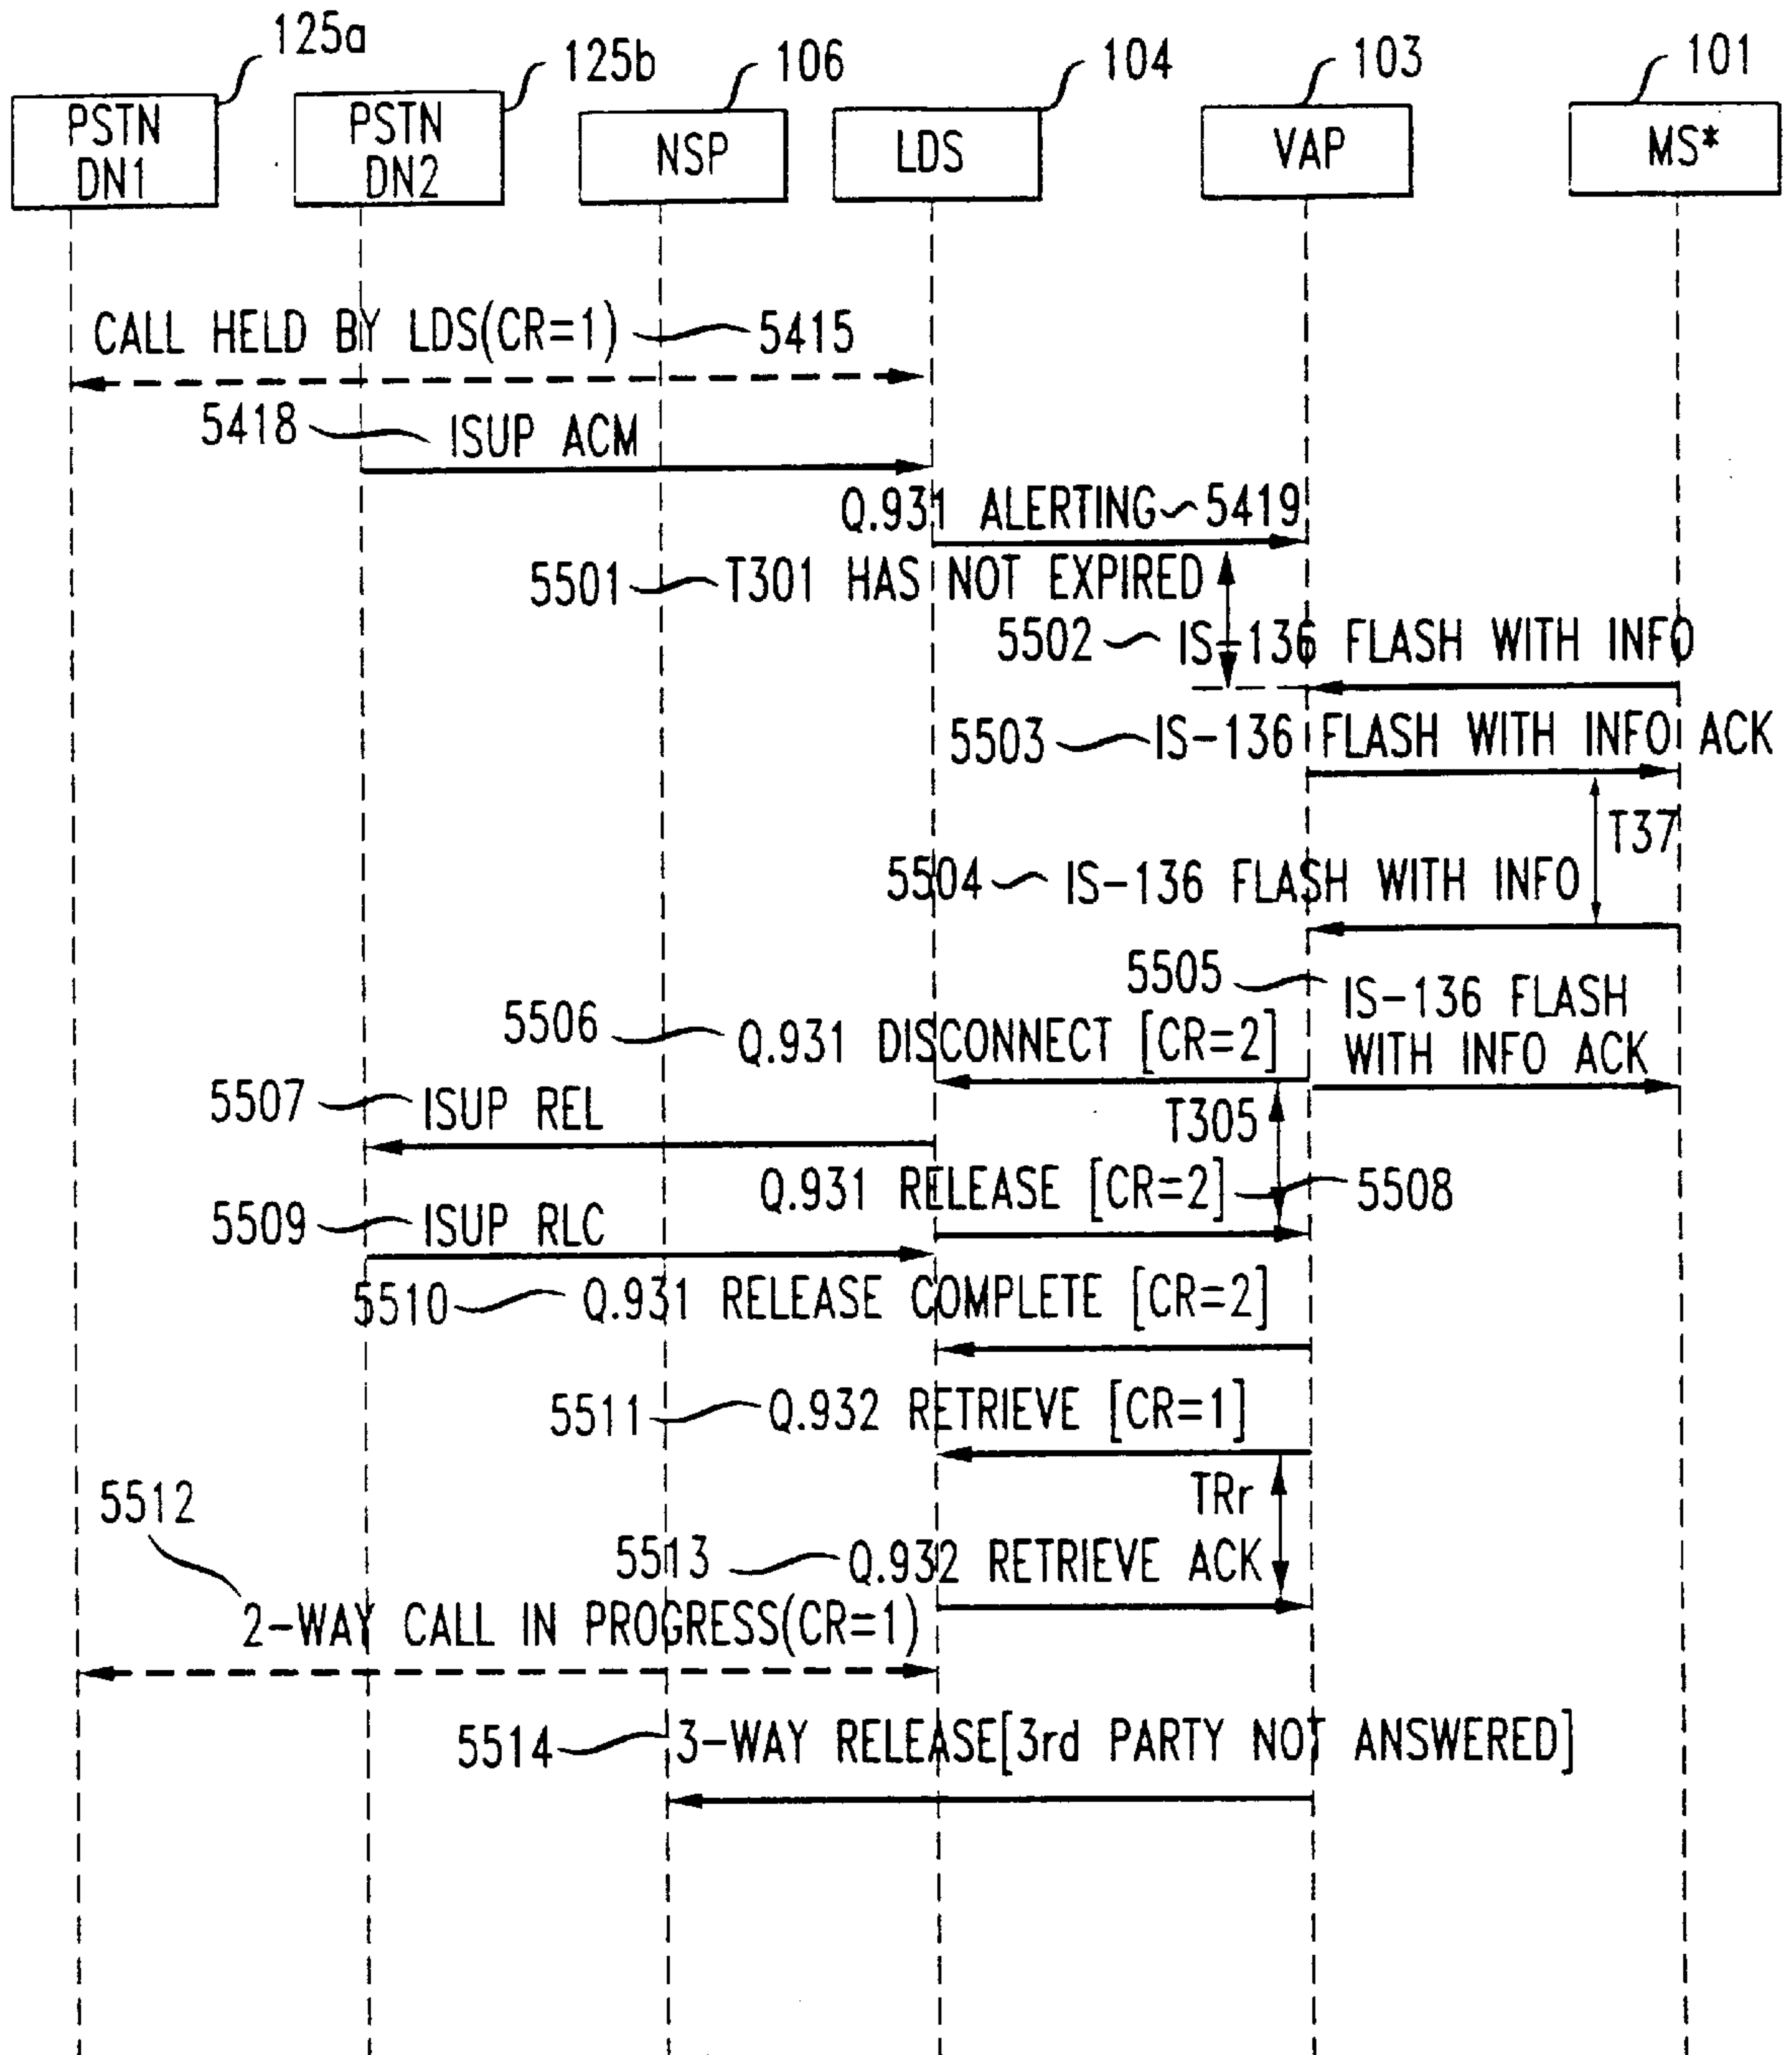 125a
125b
106
104
103
101
PSTN
DN1
PSTN
DN2
NSP
LDS
VAP
MS*
CALL HELD BY LDS(CR=1)
5415
5418
ISUP ACM
Q.931 ALERTING
5419
5501
T301 HAS NOT EXPIRED
5502
IS-136 FLASH WITH INFO
5503
IS-136 FLASH WITH INFO ACK
T37
5504
IS-136 FLASH WITH INFO
5505
IS-136 FLASH
WITH INFO ACK
5506
Q.931 DISCONNECT [CR=2]
5507
ISUP REL
T305
Q.931 RELEASE [CR=2]
5508
5509
ISUP RLC
5510
Q.931 RELEASE COMPLETE [CR=2]
5511
Q.932 RETRIEVE [CR=1]
TRr
5512
5513
Q.932 RETRIEVE ACK
2-WAY CALL IN PROGRESS(CR=1)
5514
3-WAY RELEASE[3rd PARTY NOT ANSWERED]